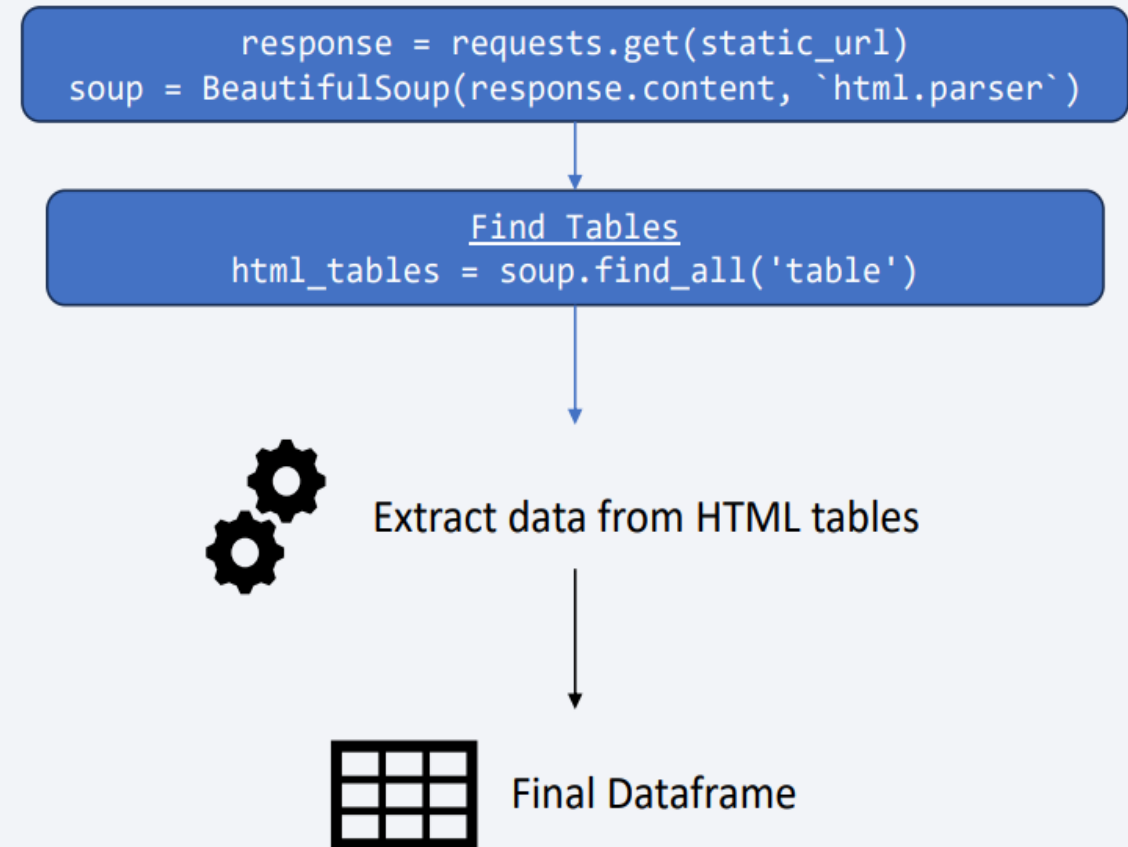 response = requests.get(static_url)
soup = BeautifulSoup(response.content, `html.parser`)
Find Tables
html_tables = soup.find_all('table')
Extract data from HTML tables
Final Dataframe